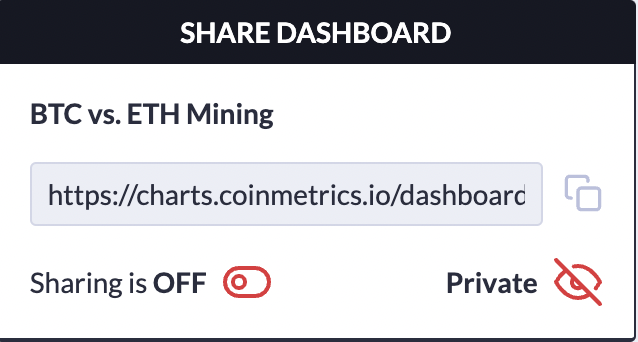 SHARE DASHBOARD
BTC vs. ETH Mining
https://charts.coinmetrics.io/dashboard
Sharing is OFF Private